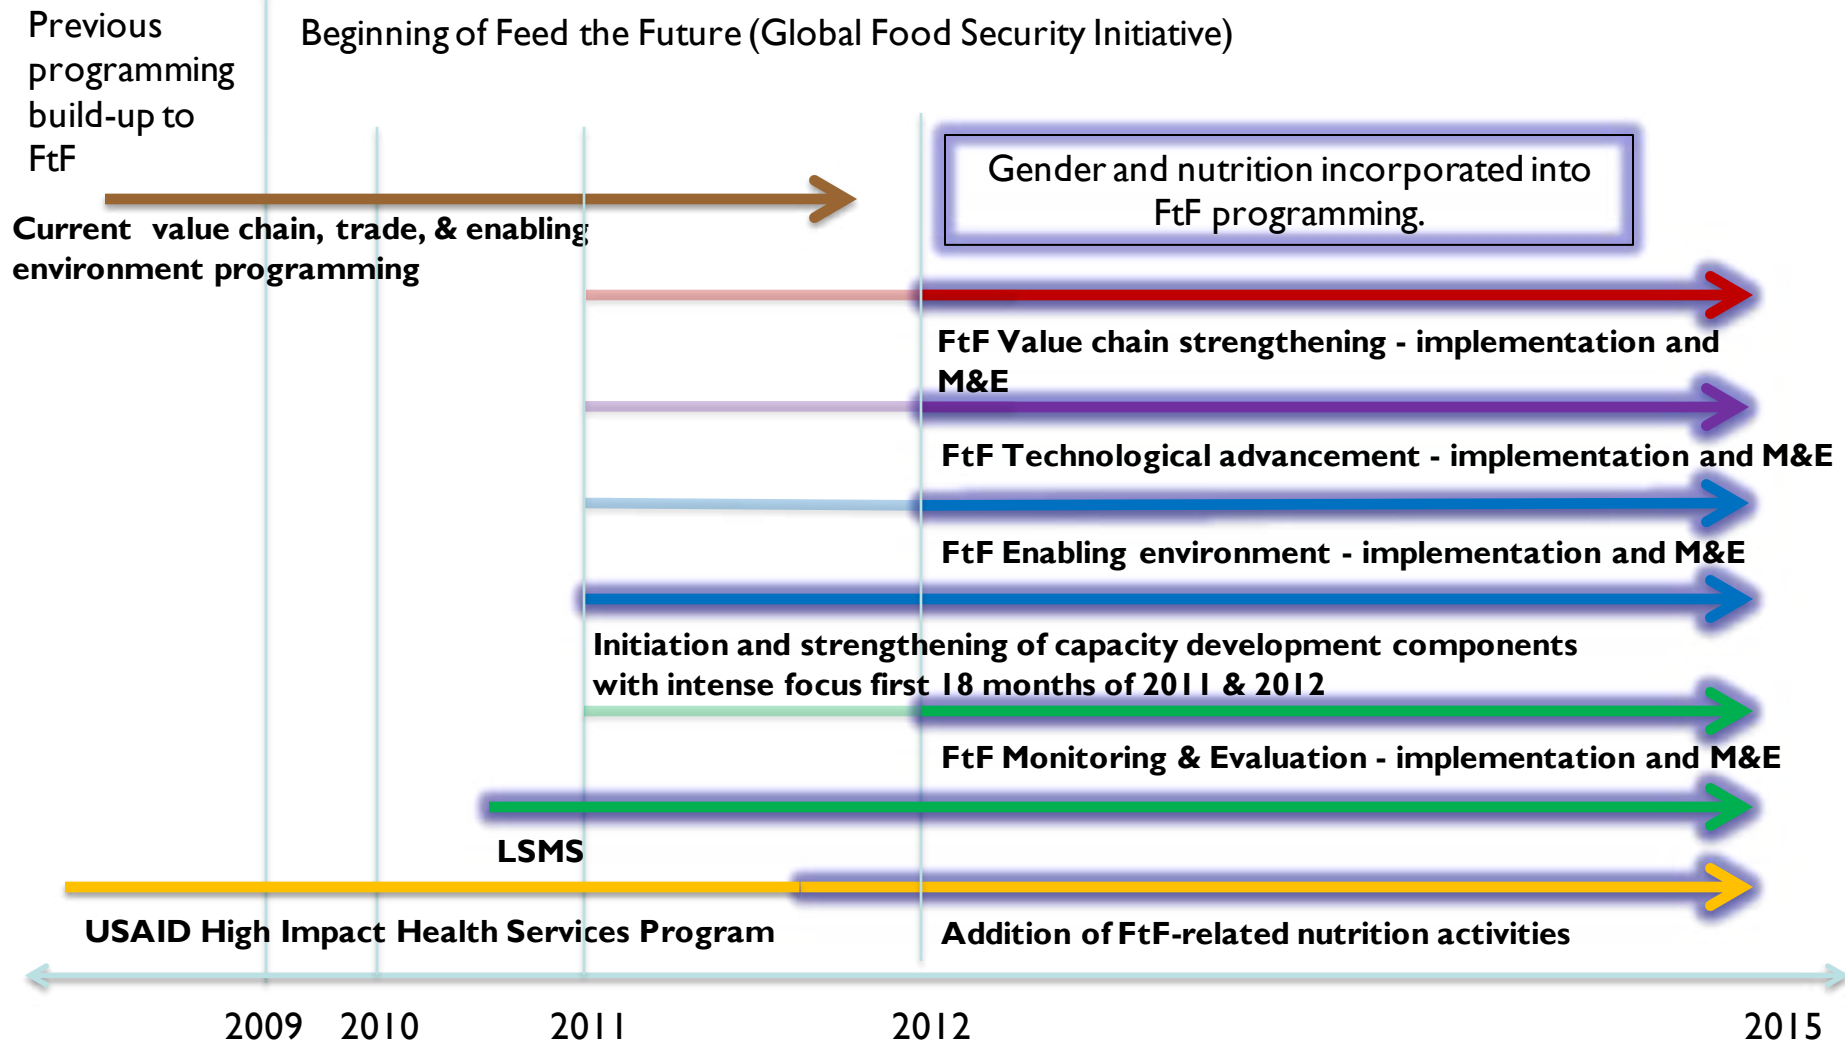 Previous
programming
build-up to
FtF
Beginning of Feed the Future (Global Food Security Initiative)
Gender and nutrition incorporated into
FtF programming.
Current value chain, trade, & enabling
environment programming
FtF Value chain strengthening - implementation and
M&E
FtF Technological advancement - implementation and M&E
FtF Enabling environment - implementation and M&E
Initiation and strengthening of capacity development components
with intense focus first 18 months of 2011 & 2012
FtF Monitoring & Evaluation - implementation and M&E
LSMS
USAID High Impact Health Services Program
Addition of FtF-related nutrition activities
2009 2010 2011 2012 2015